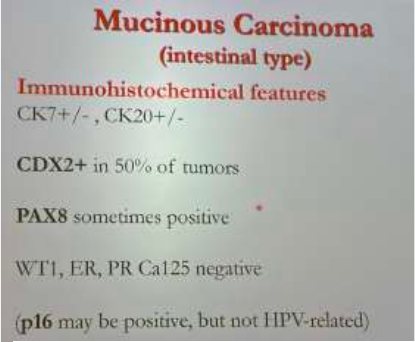 Mucinous Carcinoma
(intestinal type)
Immunohistochemical features
CK7+/- , CK20+/-
CDX2+ in 50% of tumors
PAX8 sometimes positive
WT1, ER, PR Ca125 negative
(p16 may be positive, but not HPV-related)